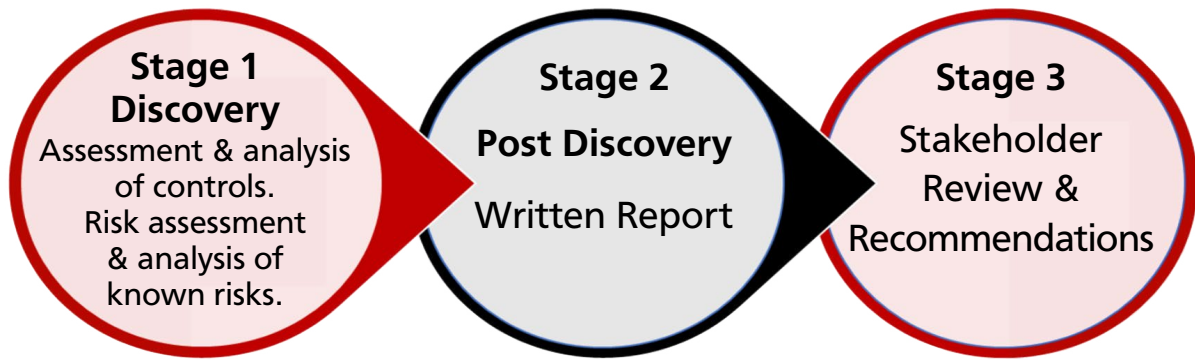 Stage 1
Discovery
Assessment & analysis
of controls.
Risk assessment
& analysis of
known risks.
Stage 2
Post Discovery
Written Report
Stage 3
Stakeholder
Review &
Recommendations